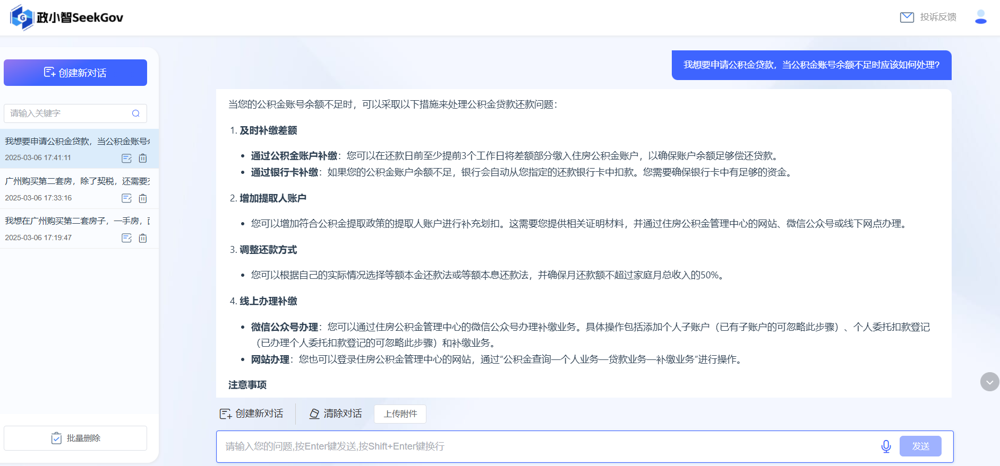 政小智SeekGov
投诉反馈
创建新对话
请输入关键字
我想要申请公积金贷款，当公积金账号
2025-03-06 17:41:11
广州购买第二套房，除了契税，还需要
2025-03-06 17:33:16
我想在广州购买第二套房子，一手房，
2025-03-06 17:19:47
批量删除
我想要申请公积金贷款，当公积金账号余额不足时应该如何处理?
当您的公积金账号余额不足时，可以采取以下措施来处理公积金贷款还款问题：
1. 及时补缴差额
• 通过公积金账户补缴：您可以在还款日前至少提前3个工作日将差额部分缴入住房公积金账户，以确保账户余额足够偿还贷款。
• 通过银行卡补缴：如果您的公积金账户余额不足，银行会自动从您指定的还款银行卡中扣款。您需要确保银行卡中有足够的资金。
2. 增加提取人账户
• 您可以增加符合公积金提取政策的提取人账户进行补充划扣。这需要您提供相关证明材料，并通过住房公积金管理中心的网站、微信公众号或线下网点办理。
3. 调整还款方式
• 您可以根据自己的实际情况选择等额本金还款法或等额本息还款法，并确保月还款额不超过家庭月总收入的50%。
4. 线上办理补缴
• 微信公众号办理：您可以通过住房公积金管理中心的微信公众号办理补缴业务。具体操作包括添加个人子账户（已有子账户的可忽略此步骤）、个人委托扣款登记
（已办理个人委托扣款登记的可忽略此步骤）和补缴业务。
• 网站办理：您也可以登录住房公积金管理中心的网站，通过“公积金查询—个人业务—贷款业务—补缴业务”进行操作。
注意事项
创建新对话
清除对话
上传附件
请输入您的问题,按Enter键发送,按Shift+Enter键换行
发送